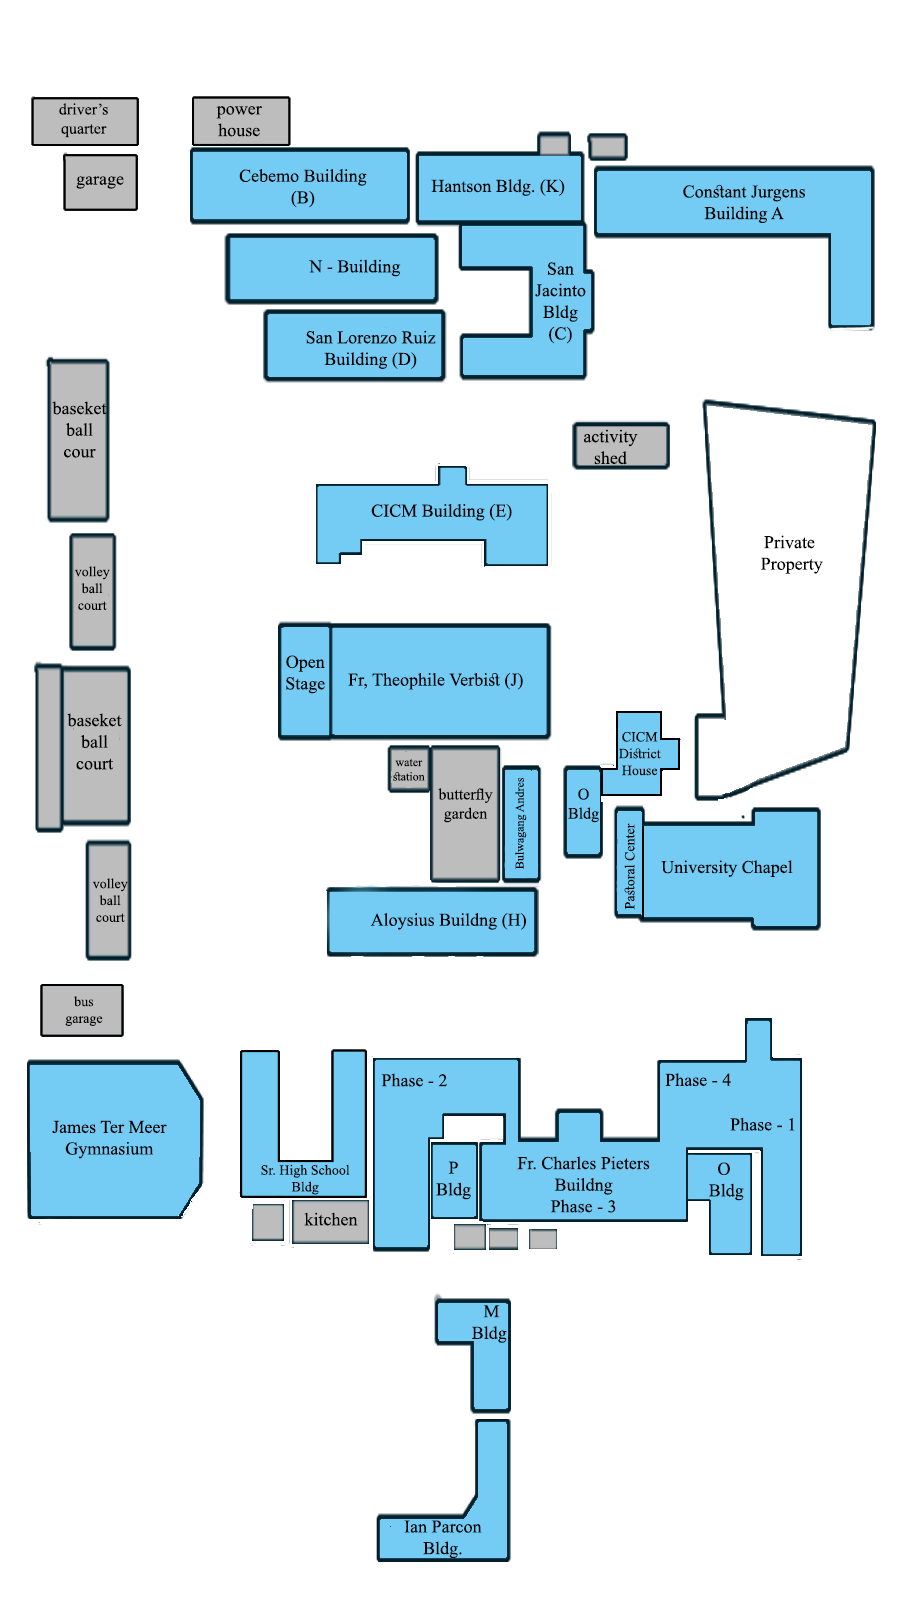 driver's
quarter
power
house
garage
Cebemo Building
(B)
Hantson Bldg. (K)
Constant Jurgens
Building A
N - Building
San
Jacinto
Bldg
(C)
San Lorenzo Ruiz
Building (D)
baseket
ball
cour
activity
shed
CICM Building (E)
Private
Property
volley
ball
court
Open
Stage
Fr, Theophile Verbist (J)
baseket
ball
court
CICM
District
House
water
station
butterfly
garden
Bulwagang Andres
O
Bldg
Pastoral Center
University Chapel
volley
ball
court
Aloysius Buildng (H)
bus
garage
James Ter Meer
Gymnasium
Phase - 2
Phase - 4
Phase - 1
Sr. High School
Bldg
P
Bldg
Fr. Charles Pieters
Buildng
Phase - 3
O
Bldg
kitchen
M
Bldg
Ian Parcon
Bldg.